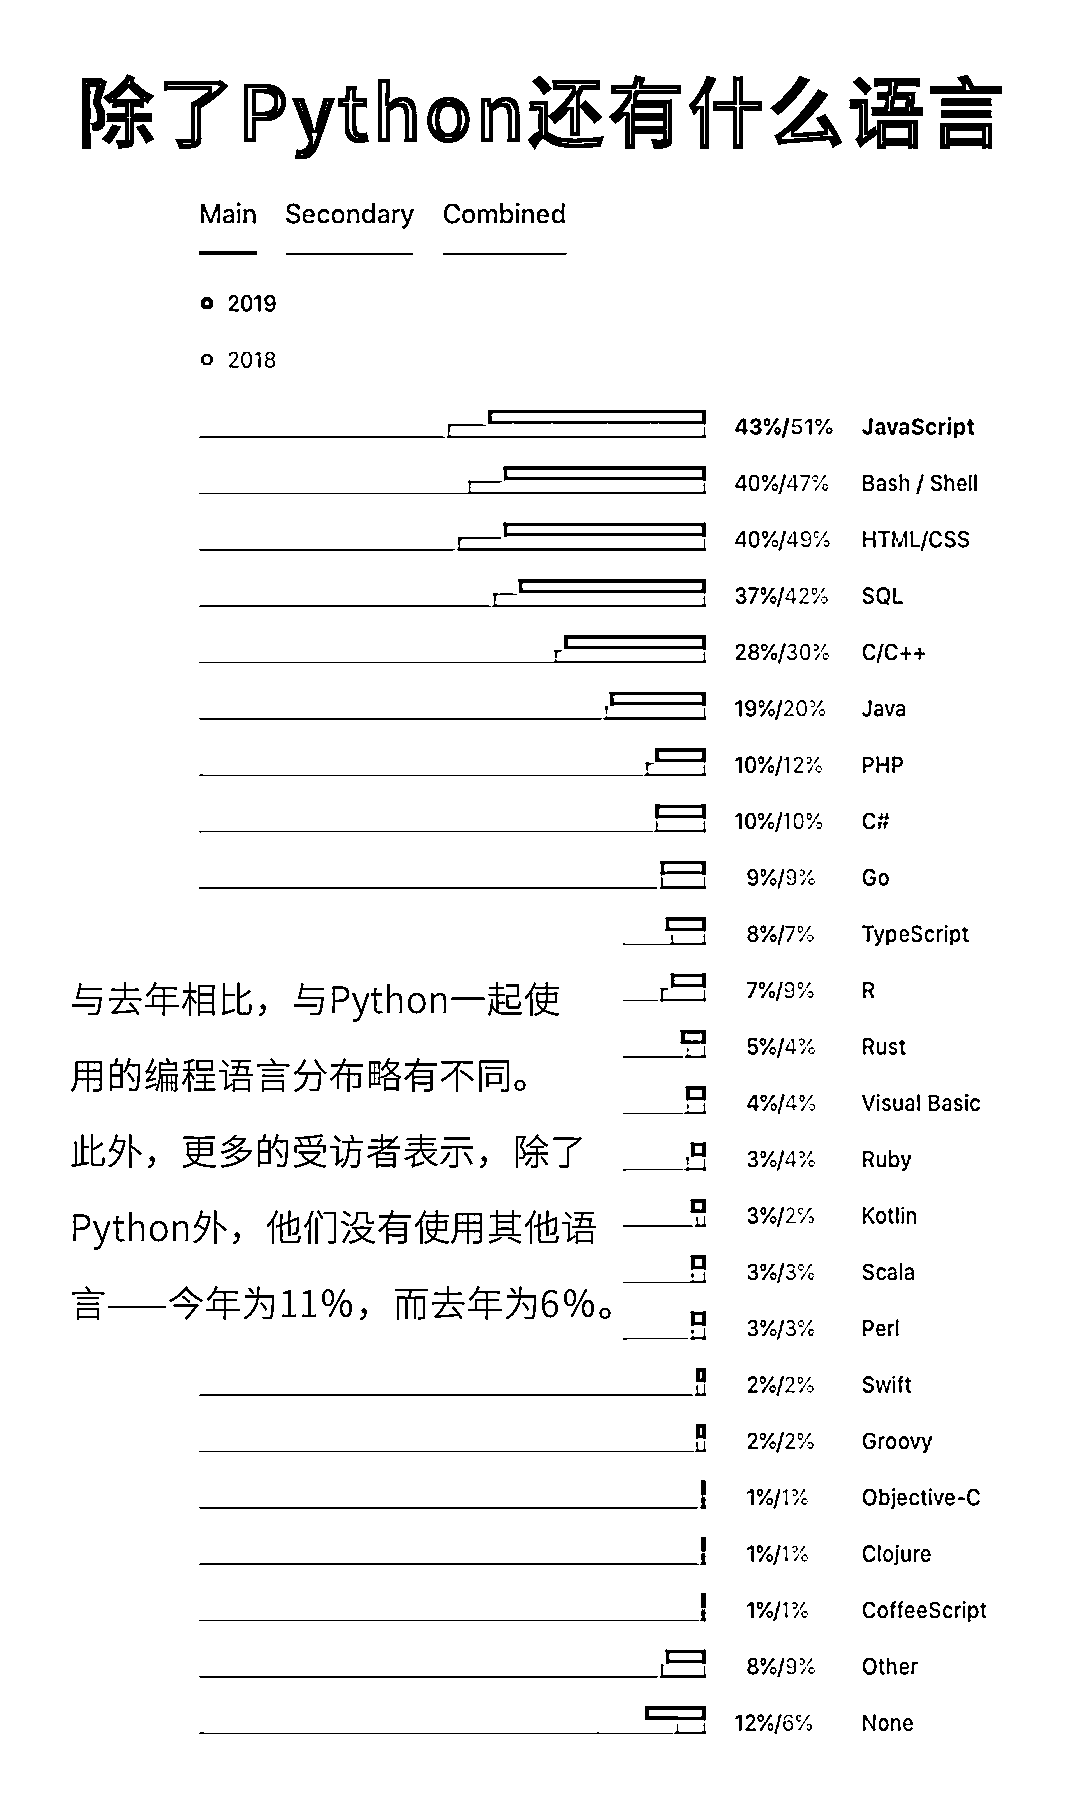 除了Python还有什么语言
Main Secondary Combined
2019
2018
43%/51% JavaScript
40%/47% Bash / Shell
40%/49% HTML/CSS
37%/42% SQL
28%/30% C/C++
19%/20% Java
10%/12% PHP
10%/10% C#
9%/9% Go
8%/7% TypeScript
7%/9% R
5%/4% Rust
4%/4% Visual Basic
3%/4% Ruby
3%/2% Kotlin
3%/3% Scala
3%/3% Perl
2%/2% Swift
2%/2% Groovy
1%/1% Objective-C
1%/1% Clojure
1%/1% CoffeeScript
8%/9% Other
12%/6% None
与去年相比，与Python一起使
用的编程语言分布略有不同。
此外，更多的受访者表示，除了
Python外，他们没有使用其他语
言——今年为11%，而去年为6%。